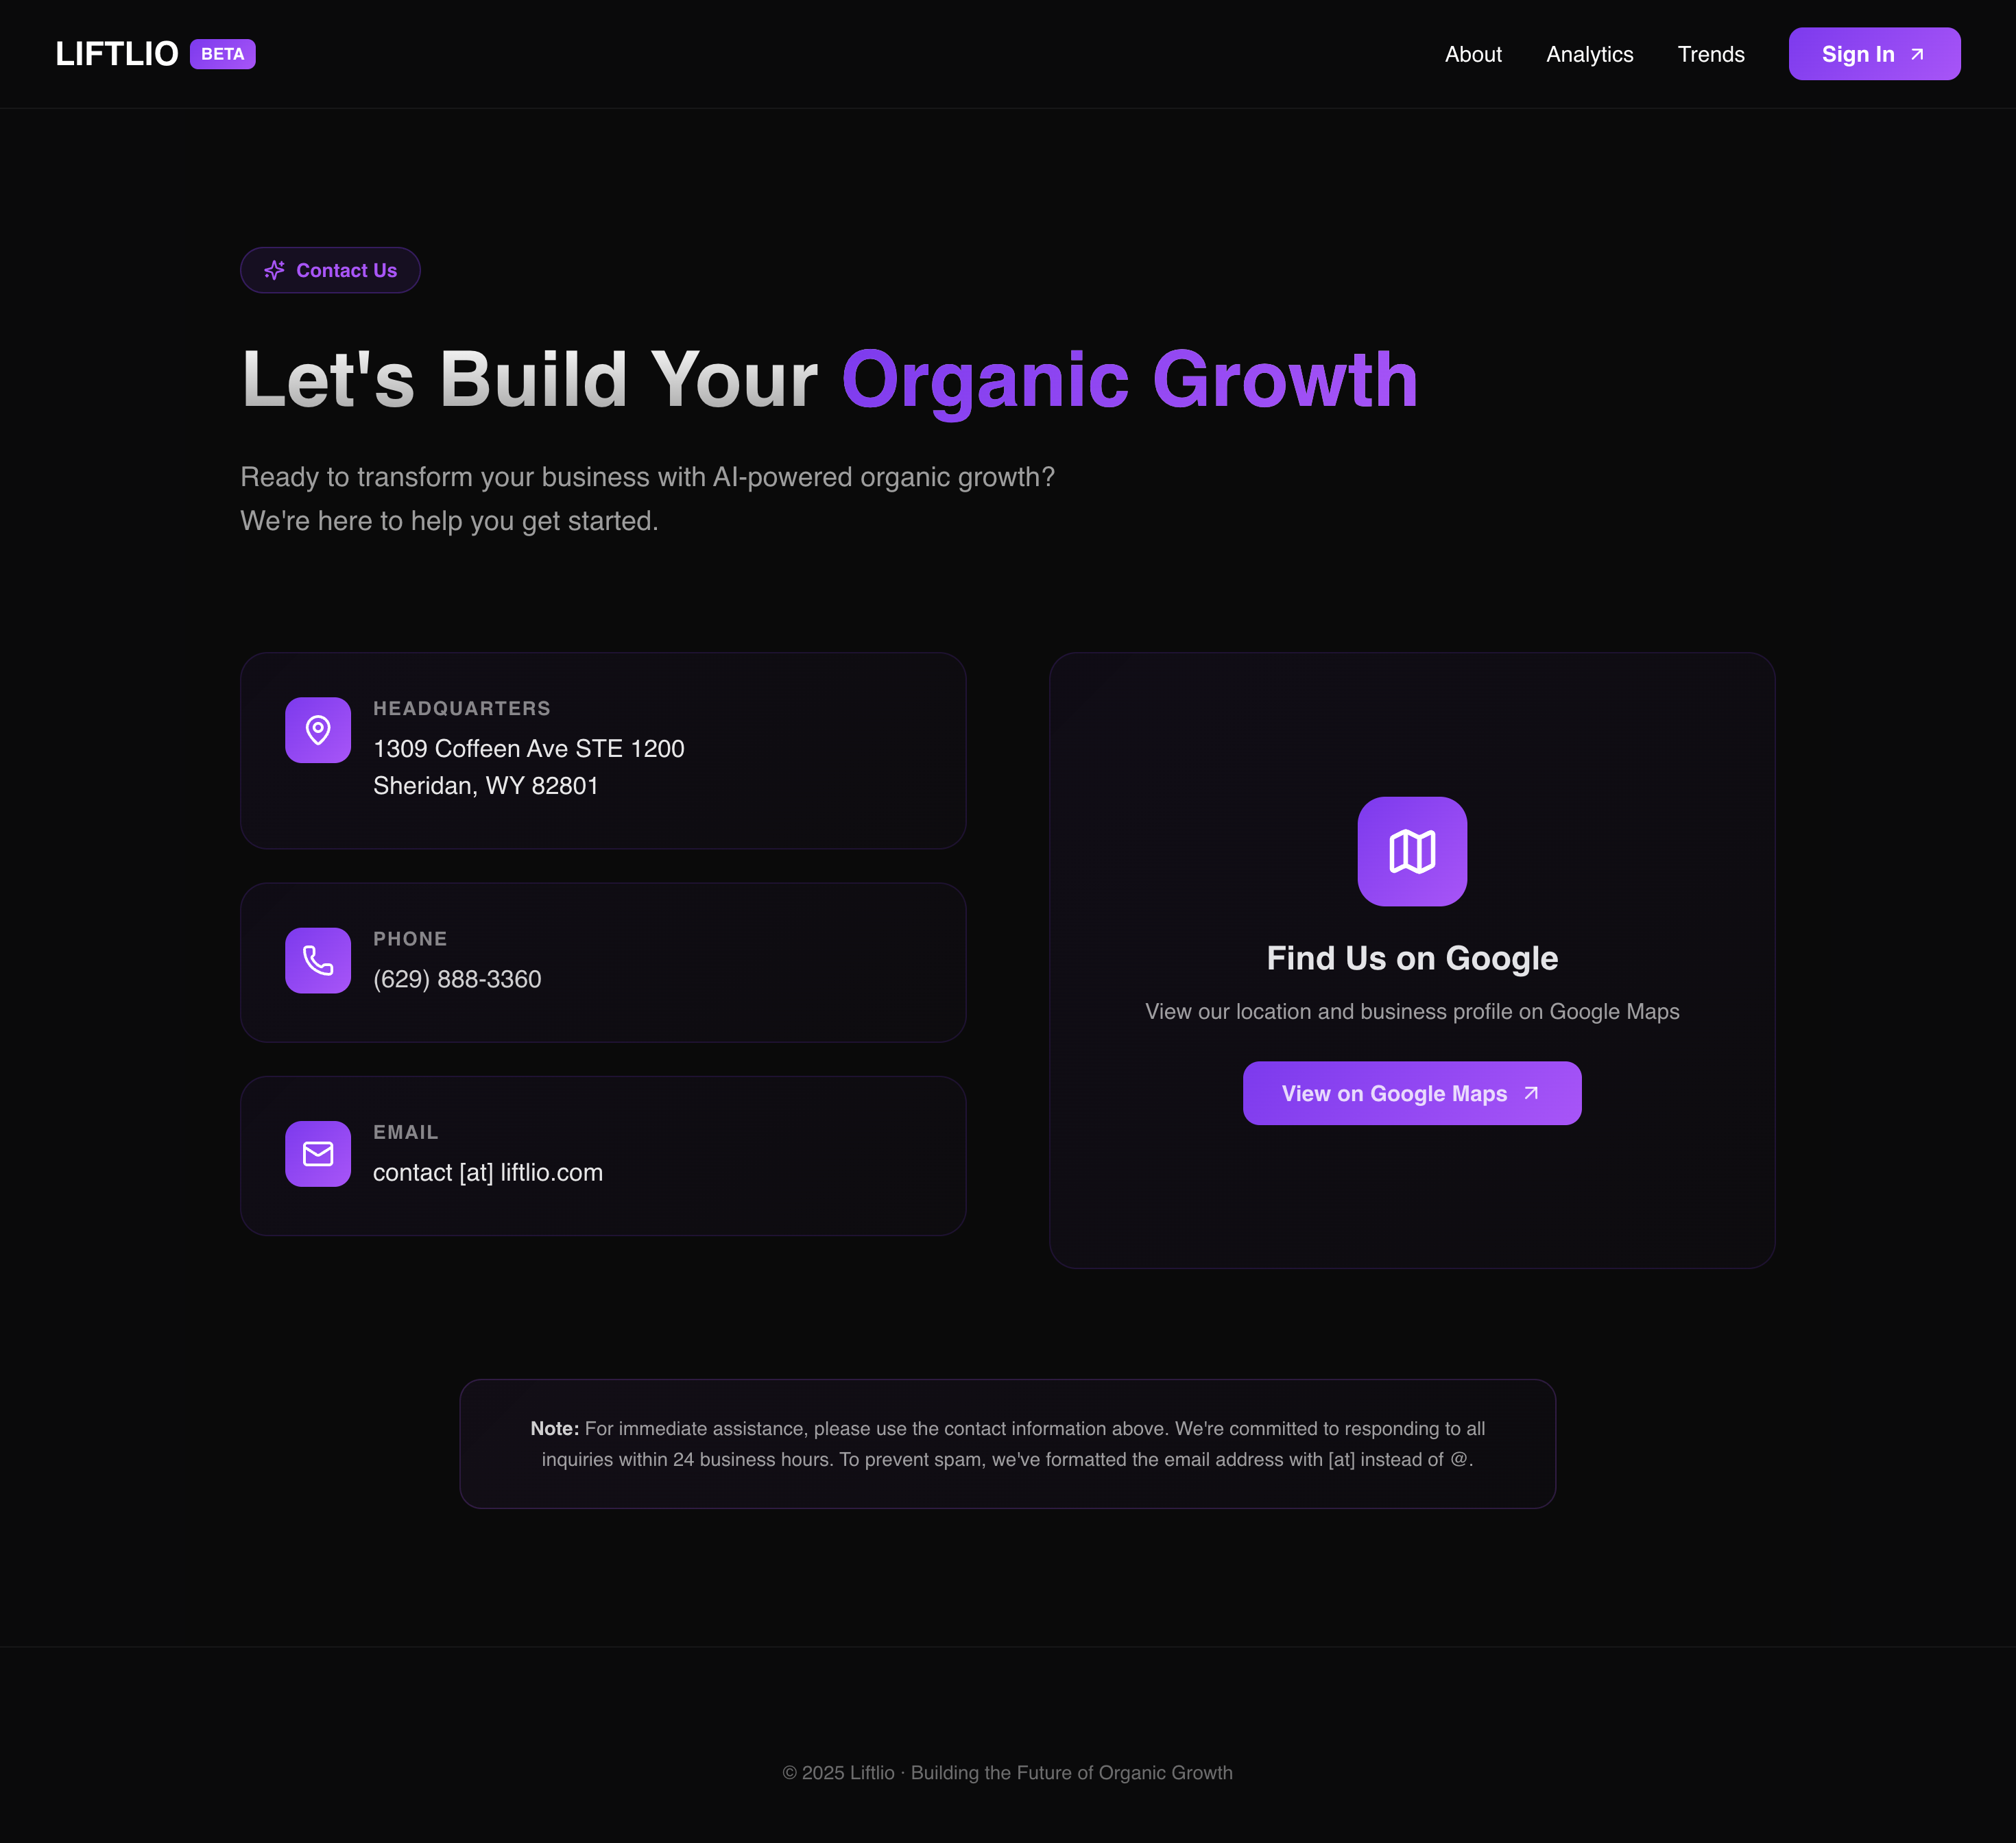 LIFTLIO BETA
About Analytics Trends Sign In
Contact Us
Let's Build Your Organic Growth
Ready to transform your business with AI-powered organic growth?
We're here to help you get started.
HEADQUARTERS
1309 Coffeen Ave STE 1200
Sheridan, WY 82801
PHONE
(629) 888-3360
EMAIL
contact [at] liftlio.com
Find Us on Google
View our location and business profile on Google Maps
View on Google Maps
Note: For immediate assistance, please use the contact information above. We're committed to responding to all
inquiries within 24 business hours. To prevent spam, we've formatted the email address with [at] instead of @.
© 2025 Liftlio · Building the Future of Organic Growth